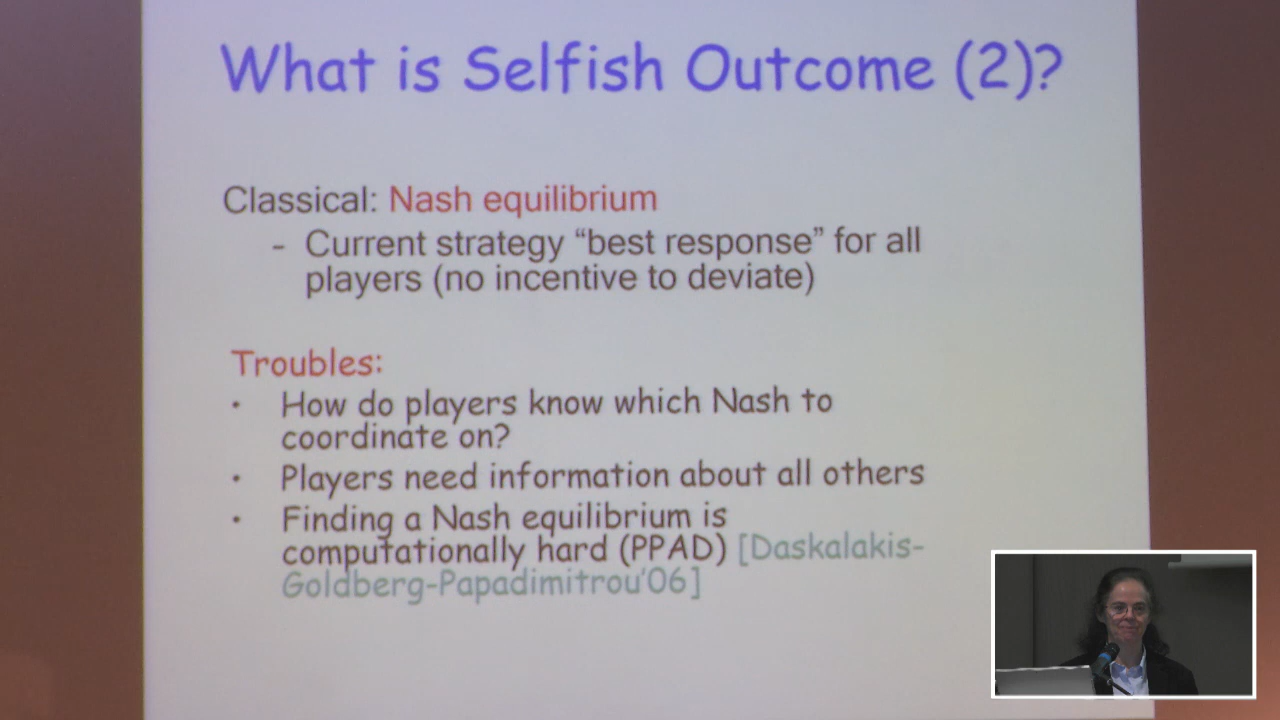 What is Selfish Outcome (2)?
Classical: Nash equilibrium
- Current strategy “best response” for all
players (no incentive to deviate)
Troubles:
• How do players know which Nash to
coordinate on?
• Players need information about all others
• Finding a Nash equilibrium is
computationally hard (PPAD) [Daskalakis-
Goldberg-Papadimitrou’06]